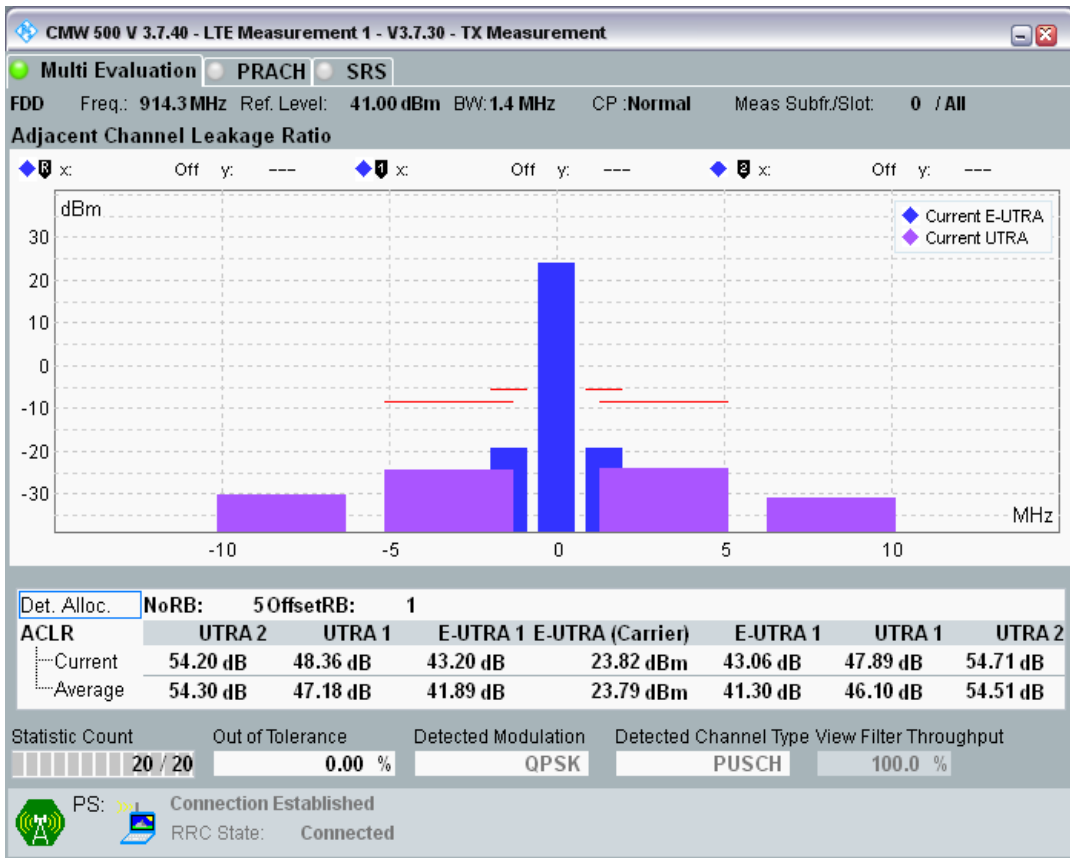 CMW 500 V 3.7.40 - LTE Measurement 1 - V3.7.30 - TX Measurement
Multi Evaluation PRACH SRS
FDD Freq.: 914.3 MHz Ref. Level: 41.00 dBm BW: 1.4 MHz CP :Normal Meas Subfr./Slot: 0 / All
Adjacent Channel Leakage Ratio
R x: Off y: --- 1 x: Off y: --- 2 x: Off y: ---
dBm
Current E-UTRA
Current UTRA
30
20
10
0
-10
-20
-30
MHz
-10 -5 0 5 10
Det. Alloc. NoRB: 5 OffsetRB: 1
ACLR UTRA 2 UTRA 1 E-UTRA 1 E-UTRA (Carrier) E-UTRA 1 UTRA 1 UTRA 2
Current 54.20 dB 48.36 dB 43.20 dB 23.82 dBm 43.06 dB 47.89 dB 54.71 dB
Average 54.30 dB 47.18 dB 41.89 dB 23.79 dBm 41.30 dB 46.10 dB 54.51 dB
Statistic Count Out of Tolerance Detected Modulation Detected Channel Type View Filter Throughput
20 / 20 0.00 % QPSK PUSCH 100.0 %
PS: Connection Established
RRC State: Connected